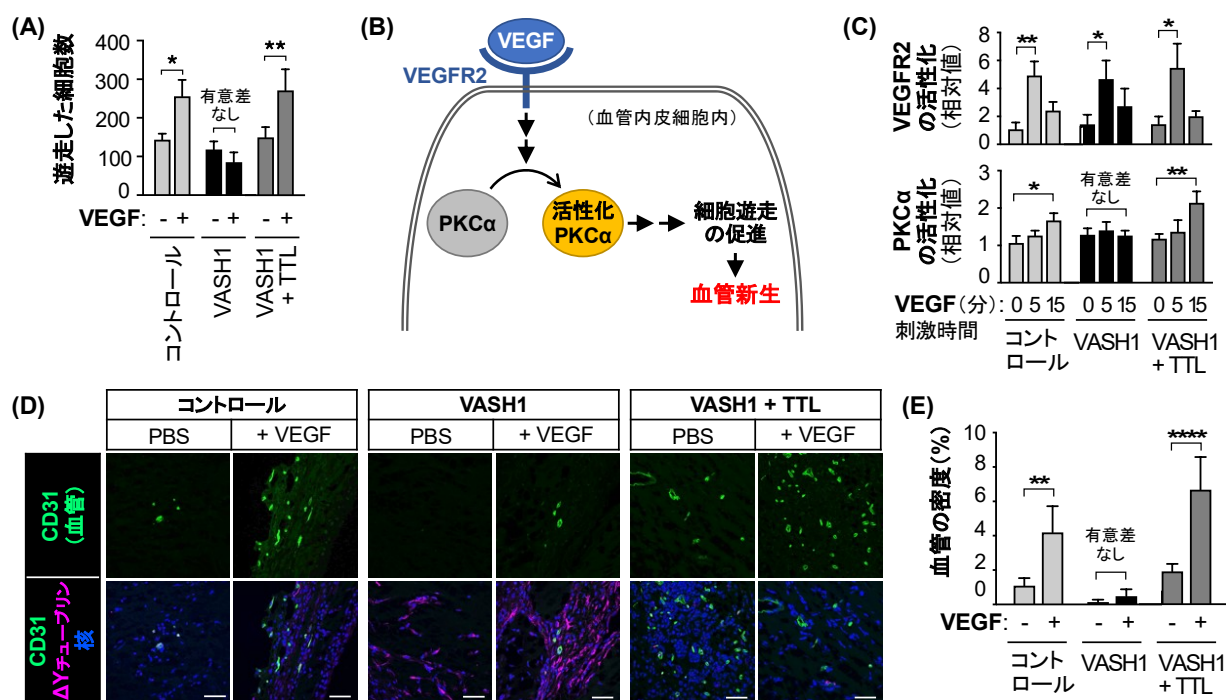 (A)
遊走した細胞数
400
300
200
100
0
*
有意差
なし
**
VEGF: - + - + - +
コントロール
VASH1
VASH1
+ TTL
(B)
VEGF
VEGFR2
(血管内皮細胞内)
PKCα
活性化
PKCα
細胞遊走
の促進
血管新生
(C)
VEGFR2
の活性化
(相対値)
8
6
4
2
0
**
*
*
PKCα
の活性化
(相対値)
3
2
1
0
*
有意差
なし
**
VEGF(分): 0 5 15 0 5 15 0 5 15
刺激時間
コント
ロール
VASH1
VASH1
+ TTL
(D)
コントロール VASH1 VASH1 + TTL
PBS + VEGF PBS + VEGF PBS + VEGF
CD31
(血管)
CD31
ΔYチューブリン
核
(E)
血管の密度(%)
10
8
6
4
2
0
**
有意差
なし
****
VEGF: - + - + - +
コント
ロール
VASH1
VASH1
+ TTL